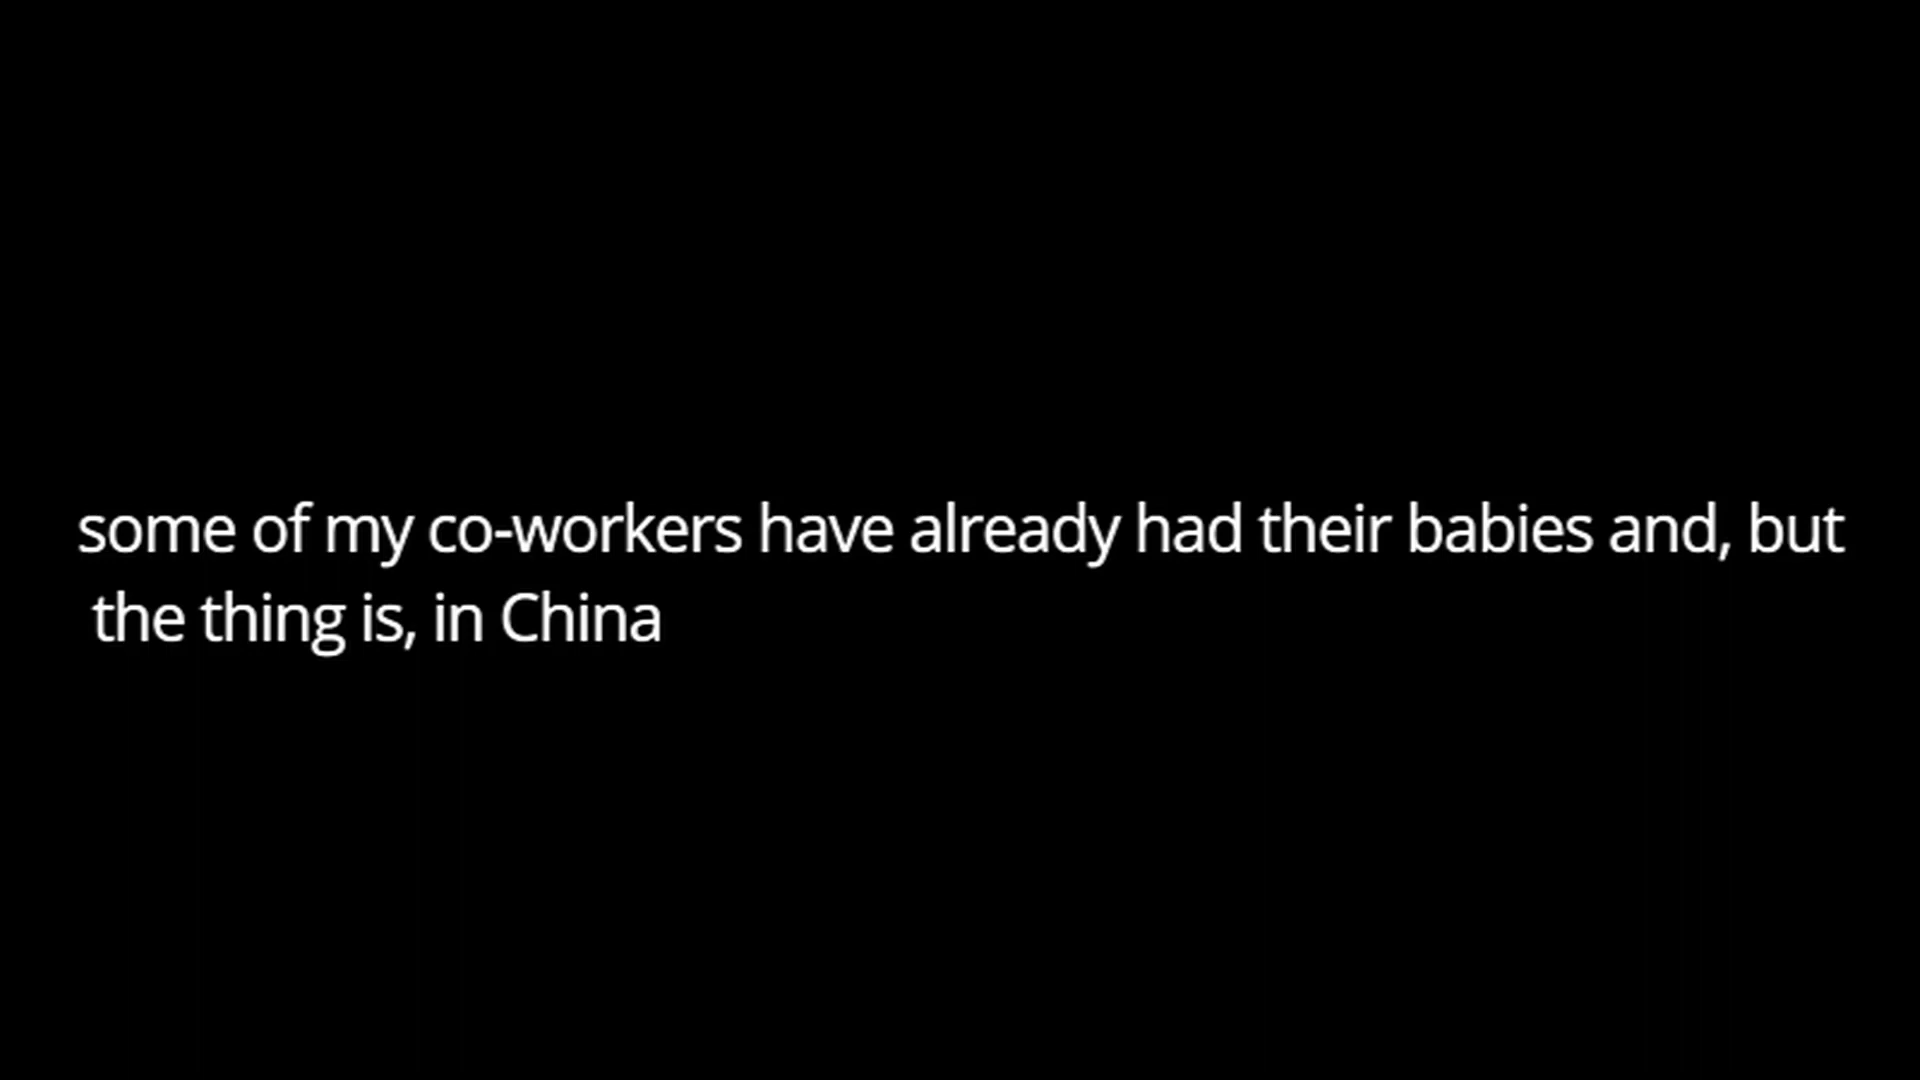 some of my co-workers have already had their babies and, but
the thing is, in China